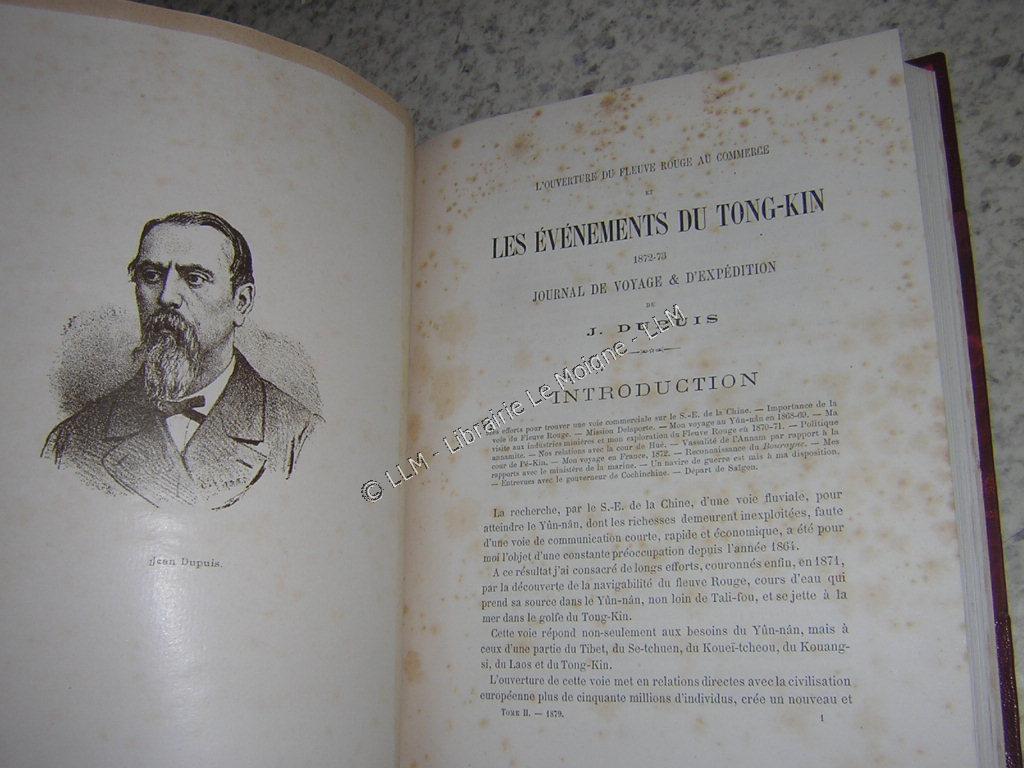 Jean Dupuis.
L'OUVERTURE DU FLEUVE ROUGE AU COMMERCE
ET
LES ÉVÉNEMENTS DU TONG-KIN
1872-73
JOURNAL DE VOYAGE & D'EXPÉDITION
DE
J. DUPUIS
INTRODUCTION
efforts pour trouver une voie commerciale sur le S.-E. de la Chine. — Importance de la
voie du Fleuve Rouge. — Mission Delaporte. — Mon voyage au Yûn-nân en 1868-69. — Ma
visite aux industries minières et mon exploration du Fleuve Rouge en 1870-71. — Politique
annamite. — Nos relations avec la cour de Hué. — Vassalité de l'Annam par rapport à la
cour de Pé-Kin. — Mon voyage en France, 1872. — Reconnaissance du Bourayne. — Mes
rapports avec le ministère de la marine. — Un navire de guerre est mis à ma disposition.
— Entrevues avec le gouverneur de Cochinchine. — Départ de Saïgon.
La recherche, par le S.-E. de la Chine, d'une voie fluviale, pour
atteindre le Yûn-nân, dont les richesses demeurent inexploitées, faute
d'une voie de communication courte, rapide et économique, a été pour
moi l'objet d'une constante préoccupation depuis l'année 1864.
A ce résultat j'ai consacré de longs efforts, couronnés enfin, en 1871,
par la découverte de la navigabilité du fleuve Rouge, cours d'eau qui
prend sa source dans le Yûn-nân, non loin de Tali-fou, et se jette à la
mer dans le golfe du Tong-Kin.
Cette voie répond non-seulement aux besoins du Yûn-nân, mais à
ceux d'une partie du Tibet, du Se-tchuen, du Koueï-tcheou, du Kouang-
si, du Laos et du Tong-Kin.
L'ouverture de cette voie met en relations directes avec la civilisation
européenne plus de cinquante millions d'individus, crée un nouveau et
TOME II. — 1879.
1
© LLM - Librairie Le Moigne - LLM